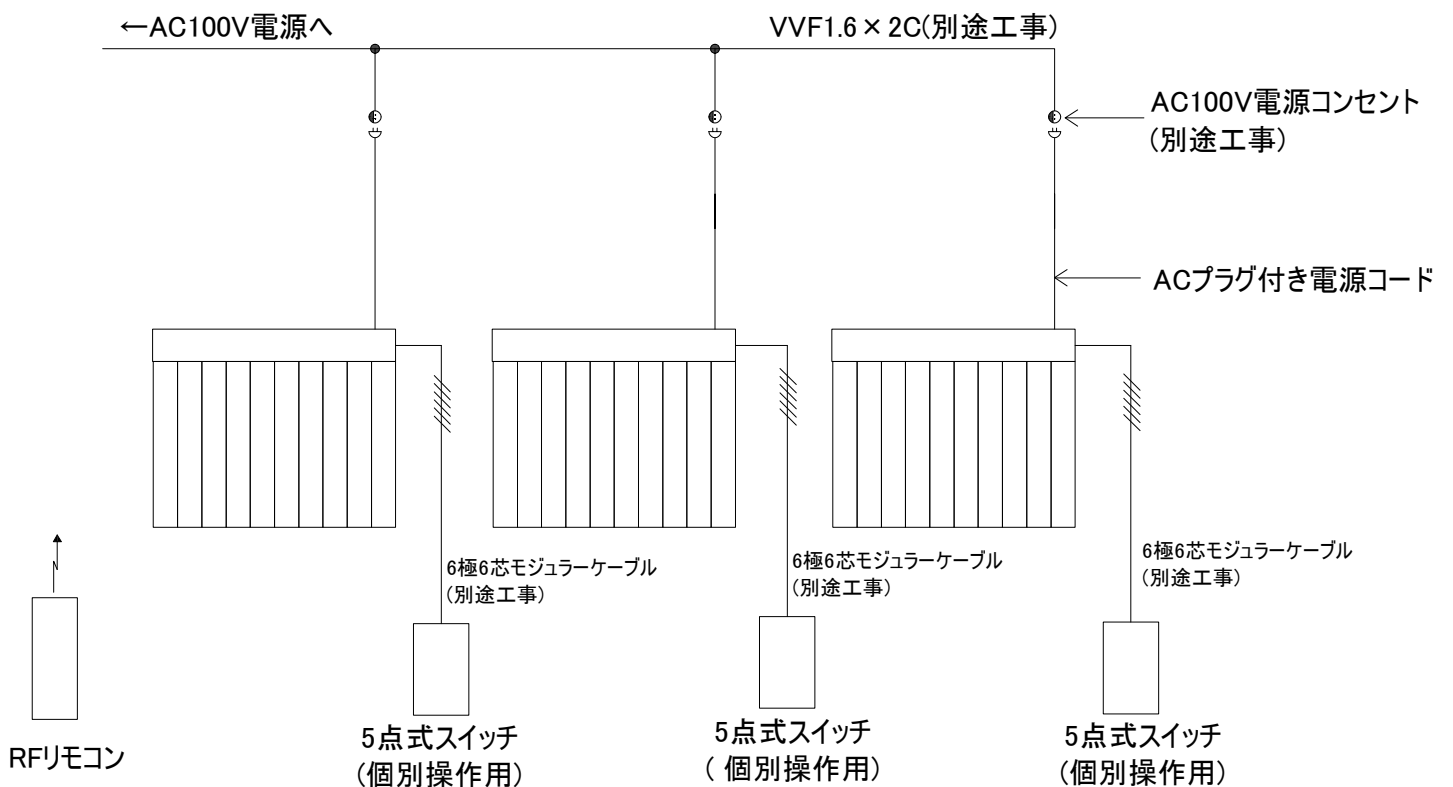 ←AC100V電源へ
VVF1.6×2C(別途工事)
AC100V電源コンセント
(別途工事)
ACプラグ付き電源コード
6極6芯モジュラーケーブル
(別途工事)
6極6芯モジュラーケーブル
(別途工事)
6極6芯モジュラーケーブル
(別途工事)
RFリモコン
5点式スイッチ
(個別操作用)
5点式スイッチ
( 個別操作用)
5点式スイッチ
(個別操作用)